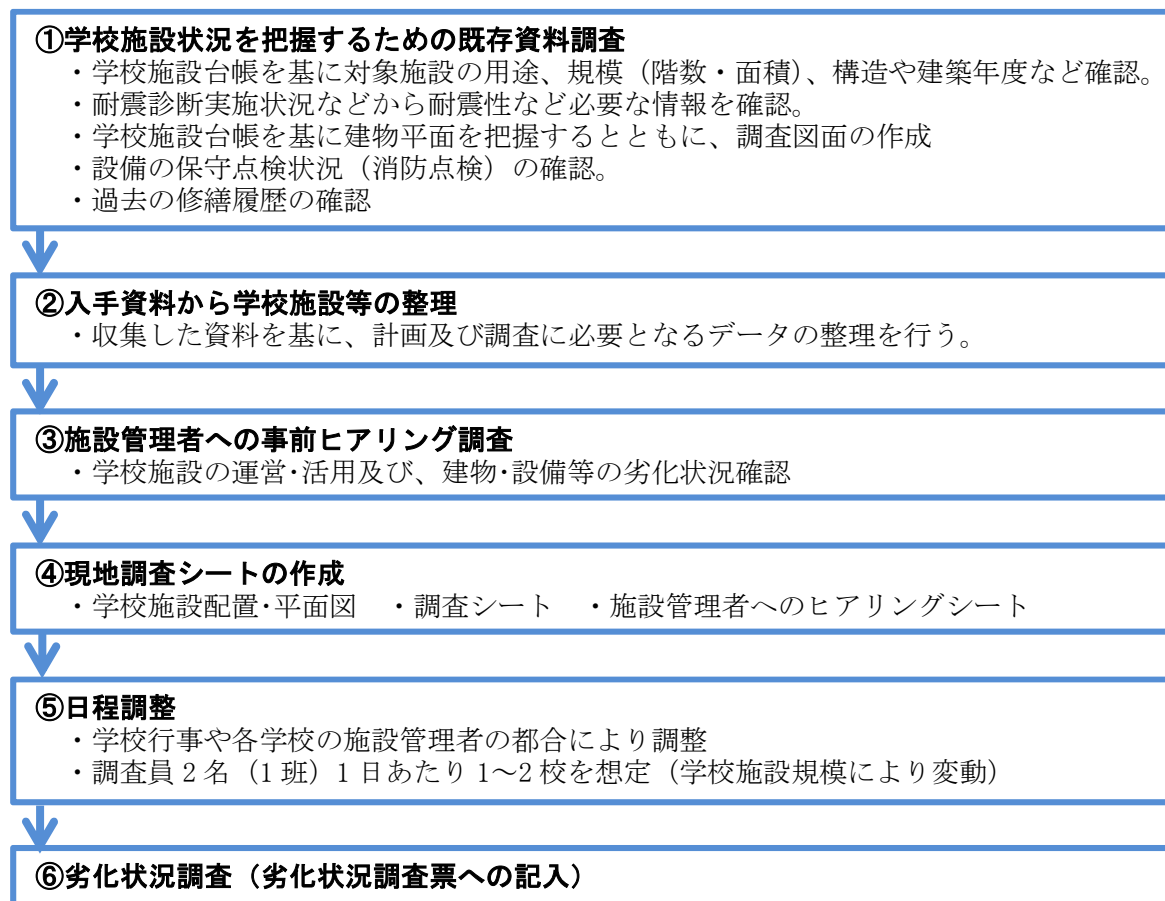 ①学校施設状況を把握するための既存資料調査
・学校施設台帳を基に対象施設の用途、規模（階数・面積）、構造や建築年度など確認。
・耐震診断実施状況などから耐震性など必要な情報を確認。
・学校施設台帳を基に建物平面を把握するとともに、調査図面の作成
・設備の保守点検状況（消防点検）の確認。
・過去の修繕履歴の確認
②入手資料から学校施設等の整理
・収集した資料を基に、計画及び調査に必要となるデータの整理を行う。
③施設管理者への事前ヒアリング調査
・学校施設の運営･活用及び、建物･設備等の劣化状況確認
④現地調査シートの作成
・学校施設配置･平面図　・調査シート　・施設管理者へのヒアリングシート
⑤日程調整
・学校行事や各学校の施設管理者の都合により調整
・調査員 2 名（1 班）1 日あたり 1～2 校を想定（学校施設規模により変動）
⑥劣化状況調査（劣化状況調査票への記入）